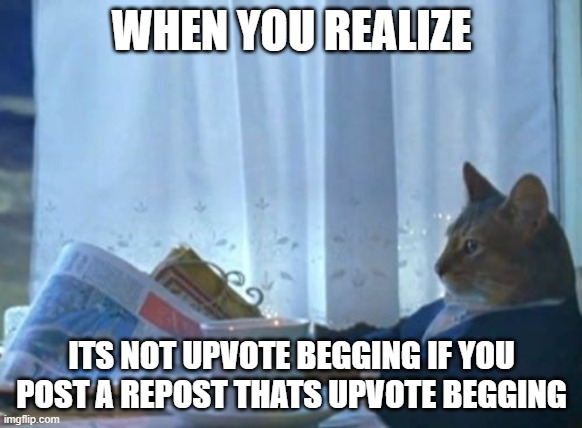 WHEN YOU REALIZE
ITS NOT UPVOTE BEGGING IF YOU
POST A REPOST THATS UPVOTE BEGGING
imgflip.com